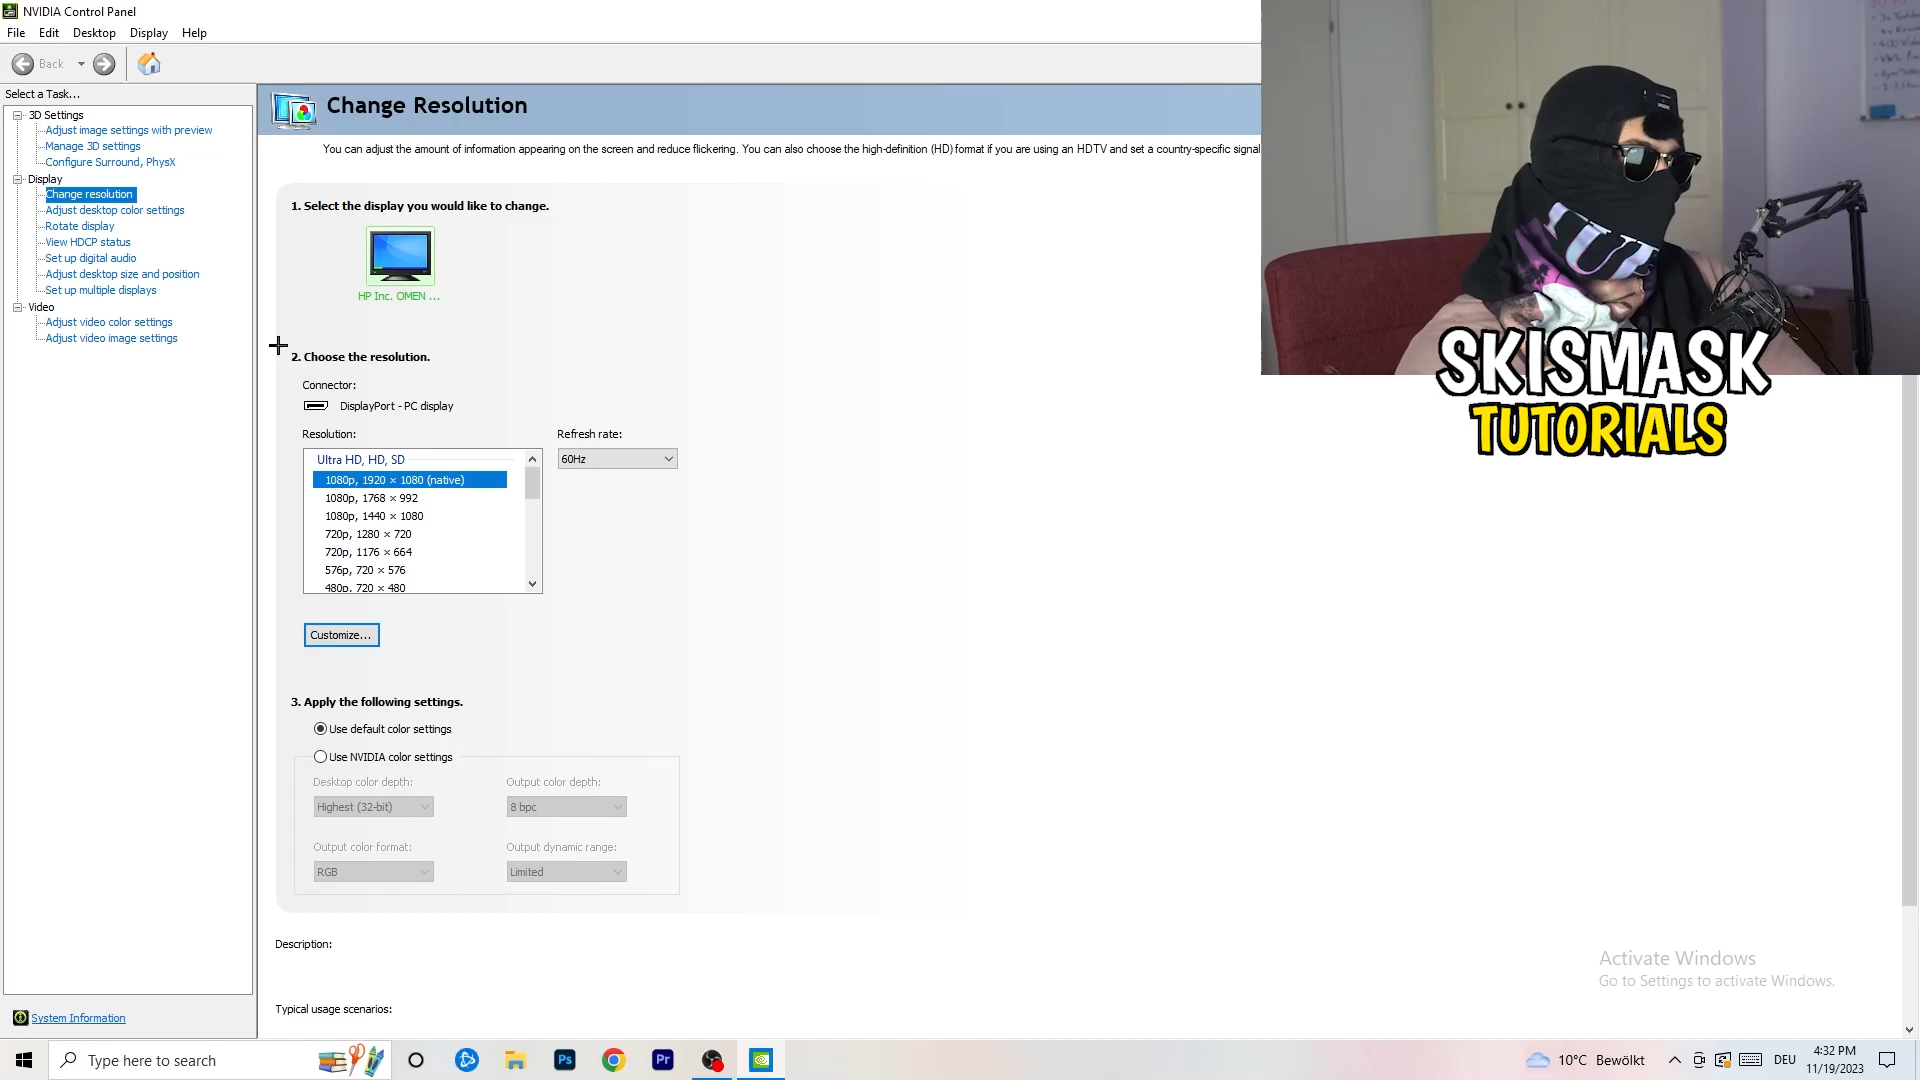 NVIDIA Control Panel
File Edit Desktop Display Help
Back
Select a Task...
3D Settings
Adjust image settings with preview
Manage 3D settings
Configure Surround, PhysX
Display
Change resolution
Adjust desktop color settings
Rotate display
View HDCP status
Set up digital audio
Adjust desktop size and position
Set up multiple displays
Video
Adjust video color settings
Adjust video image settings
System Information
Change Resolution
You can adjust the amount of information appearing on the screen and reduce flickering. You can also choose the high-definition (HD) format if you are using an HDTV and set a country-specific signal
1. Select the display you would like to change.
HP Inc. OMEN ...
2. Choose the resolution.
Connector:
DisplayPort - PC display
Resolution:
Refresh rate:
Ultra HD, HD, SD
60Hz
1080p, 1920 × 1080 (native)
1080p, 1768 × 992
1080p, 1440 × 1080
720p, 1280 × 720
720p, 1176 × 664
576p, 720 × 576
480p, 720 × 480
Customize...
3. Apply the following settings.
Use default color settings
Use NVIDIA color settings
Desktop color depth:
Output color depth:
Highest (32-bit)
8 bpc
Output color format:
Output dynamic range:
RGB
Limited
Description:
Typical usage scenarios:
SKISMASK
TUTORIALS
Activate Windows
Go to Settings to activate Windows.
Type here to search
Ps
Pr
10°C Bewölkt
DEU
4:32 PM
11/19/2023